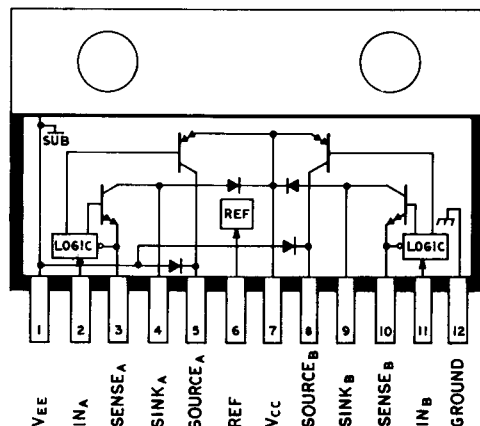 SUB
REF
LOGIC
LOGIC
1 2 3 4 5 6 7 8 9 10 11 12
VEE
INA
SENSEA
SINKA
SOURCEA
REF
VCC
SOURCEB
SINKB
SENSEB
INB
GROUND